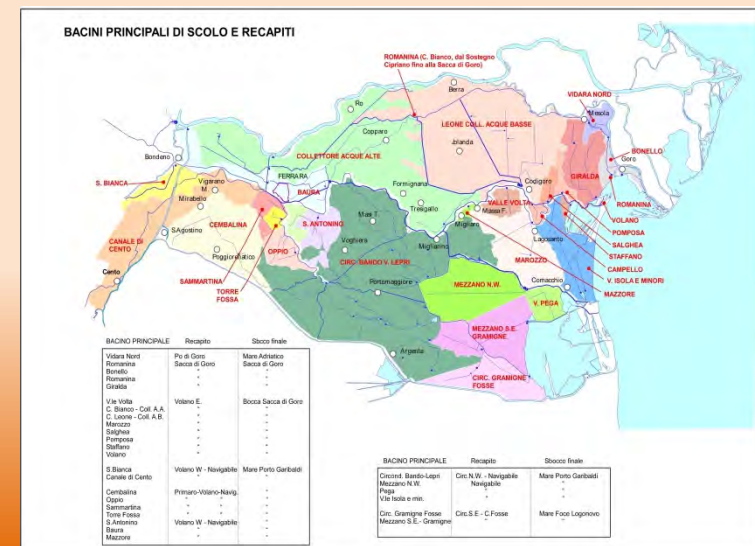 BACINI PRINCIPALI DI SCOLO E RECAPITI
ROMANINA (C. Bianco, dal Sostegno
Cipriano fino alla Sacca di Goro)
Berra
VIDARA NORD
Mesola
Ro
LEONE COLL. ACQUE BASSE
Copparo
Jolanda
BONELLO
Goro
Bondeno
COLLETTORE ACQUE ALTE
GIRALDA
FERRARA
S. BIANCA
Vigarano
M.
BAURA
Formignana
Codigoro
ROMANINA
Mirabello
Tresigallo
VALLE VOLTA
Massa F.
VOLANO
CEMBALINA
S. ANTONINO
Masi T.
Migliaro
POMPOSA
S.Agostino
Lagosanto
SALGHEA
CANALE DI
CENTO
OPPIO
Voghiera
Migliarino
STAFFANO
Poggiorenatico
CIRC. BANDO V. LEPRI
MAROZZO
CAMPELLO
Cento
SAMMARTINA
Comacchio
V. ISOLA E MINORI
TORRE
FOSSA
Portomaggiore
MEZZANO N.W.
MAZZORE
V. PEGA
MEZZANO S.E.
GRAMIGNE
Argenta
CIRC. GRAMIGNE
FOSSE
BACINO PRINCIPALE Recapito Sbocco finale
Vidara Nord Po di Goro Mare Adriatico
Romanina Sacca di Goro Sacca di Goro
Bonello " "
Romanina " "
Giralda " "
V.le Volta Volano E. Bocca Sacca di Goro
C. Bianco - Coll. A.A. " "
C. Leone - Coll. A.B. " "
Marozzo " "
Salghea " "
Pomposa " "
Staffano " "
Volano " "
S.Bianca Volano W - Navigabile Mare Porto Garibaldi
Canale di Cento " "
Cembalina Primaro-Volano-Navig. "
Oppio " " "
Sammartina " " "
Torre Fossa " " "
S.Antonino Volano W - Navigabile "
Baura " "
Mazzore " "
BACINO PRINCIPALE Recapito Sbocco finale
Circond. Bando-Lepri Circ.N.W. - Navigabile Mare Porto Garibaldi
Mezzano N.W. Navigabile "
Pega " "
V.le Isola e min. " "
Circ. Gramigne Fosse Circ.S.E - C.Fosse Mare Foce Logonovo
Mezzano S.E.- Gramigne " "